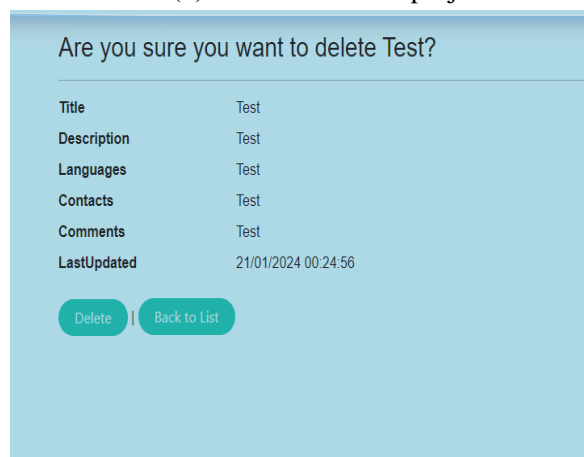 Are you sure you want to delete Test?
Title Test
Description Test
Languages Test
Contacts Test
Comments Test
LastUpdated 21/01/2024 00:24:56
Delete | Back to List